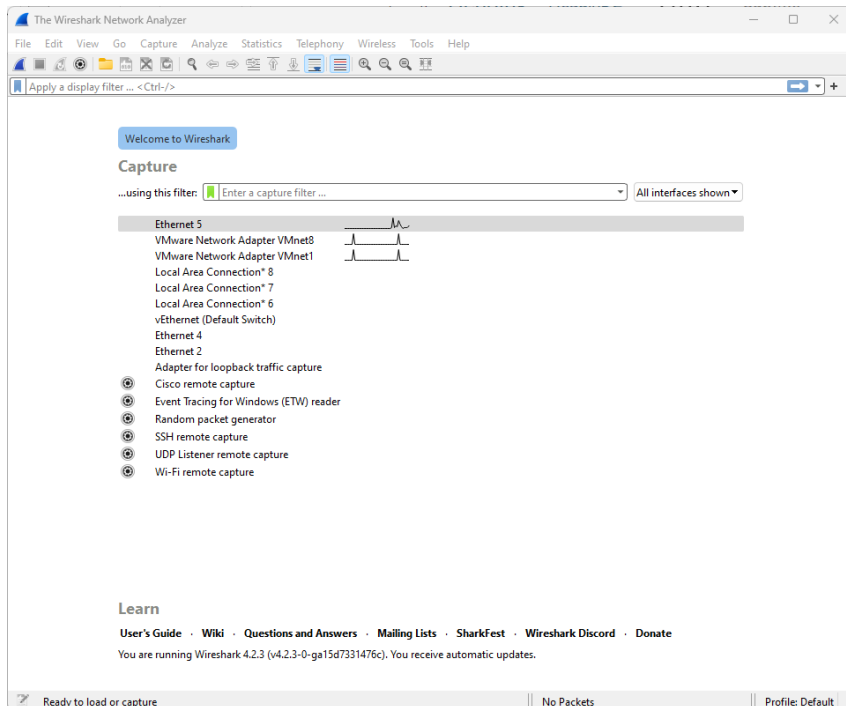 The Wireshark Network Analyzer
File Edit View Go Capture Analyze Statistics Telephony Wireless Tools Help
Apply a display filter ... <Ctrl-/>
Welcome to Wireshark
Capture
...using this filter: Enter a capture filter ... All interfaces shown
Ethernet 5
VMware Network Adapter VMnet8
VMware Network Adapter VMnet1
Local Area Connection* 8
Local Area Connection* 7
Local Area Connection* 6
vEthernet (Default Switch)
Ethernet 4
Ethernet 2
Adapter for loopback traffic capture
Cisco remote capture
Event Tracing for Windows (ETW) reader
Random packet generator
SSH remote capture
UDP Listener remote capture
Wi-Fi remote capture
Learn
User's Guide · Wiki · Questions and Answers · Mailing Lists · SharkFest · Wireshark Discord · Donate
You are running Wireshark 4.2.3 (v4.2.3-0-ga15d7331476c). You receive automatic updates.
Ready to load or capture No Packets Profile: Default